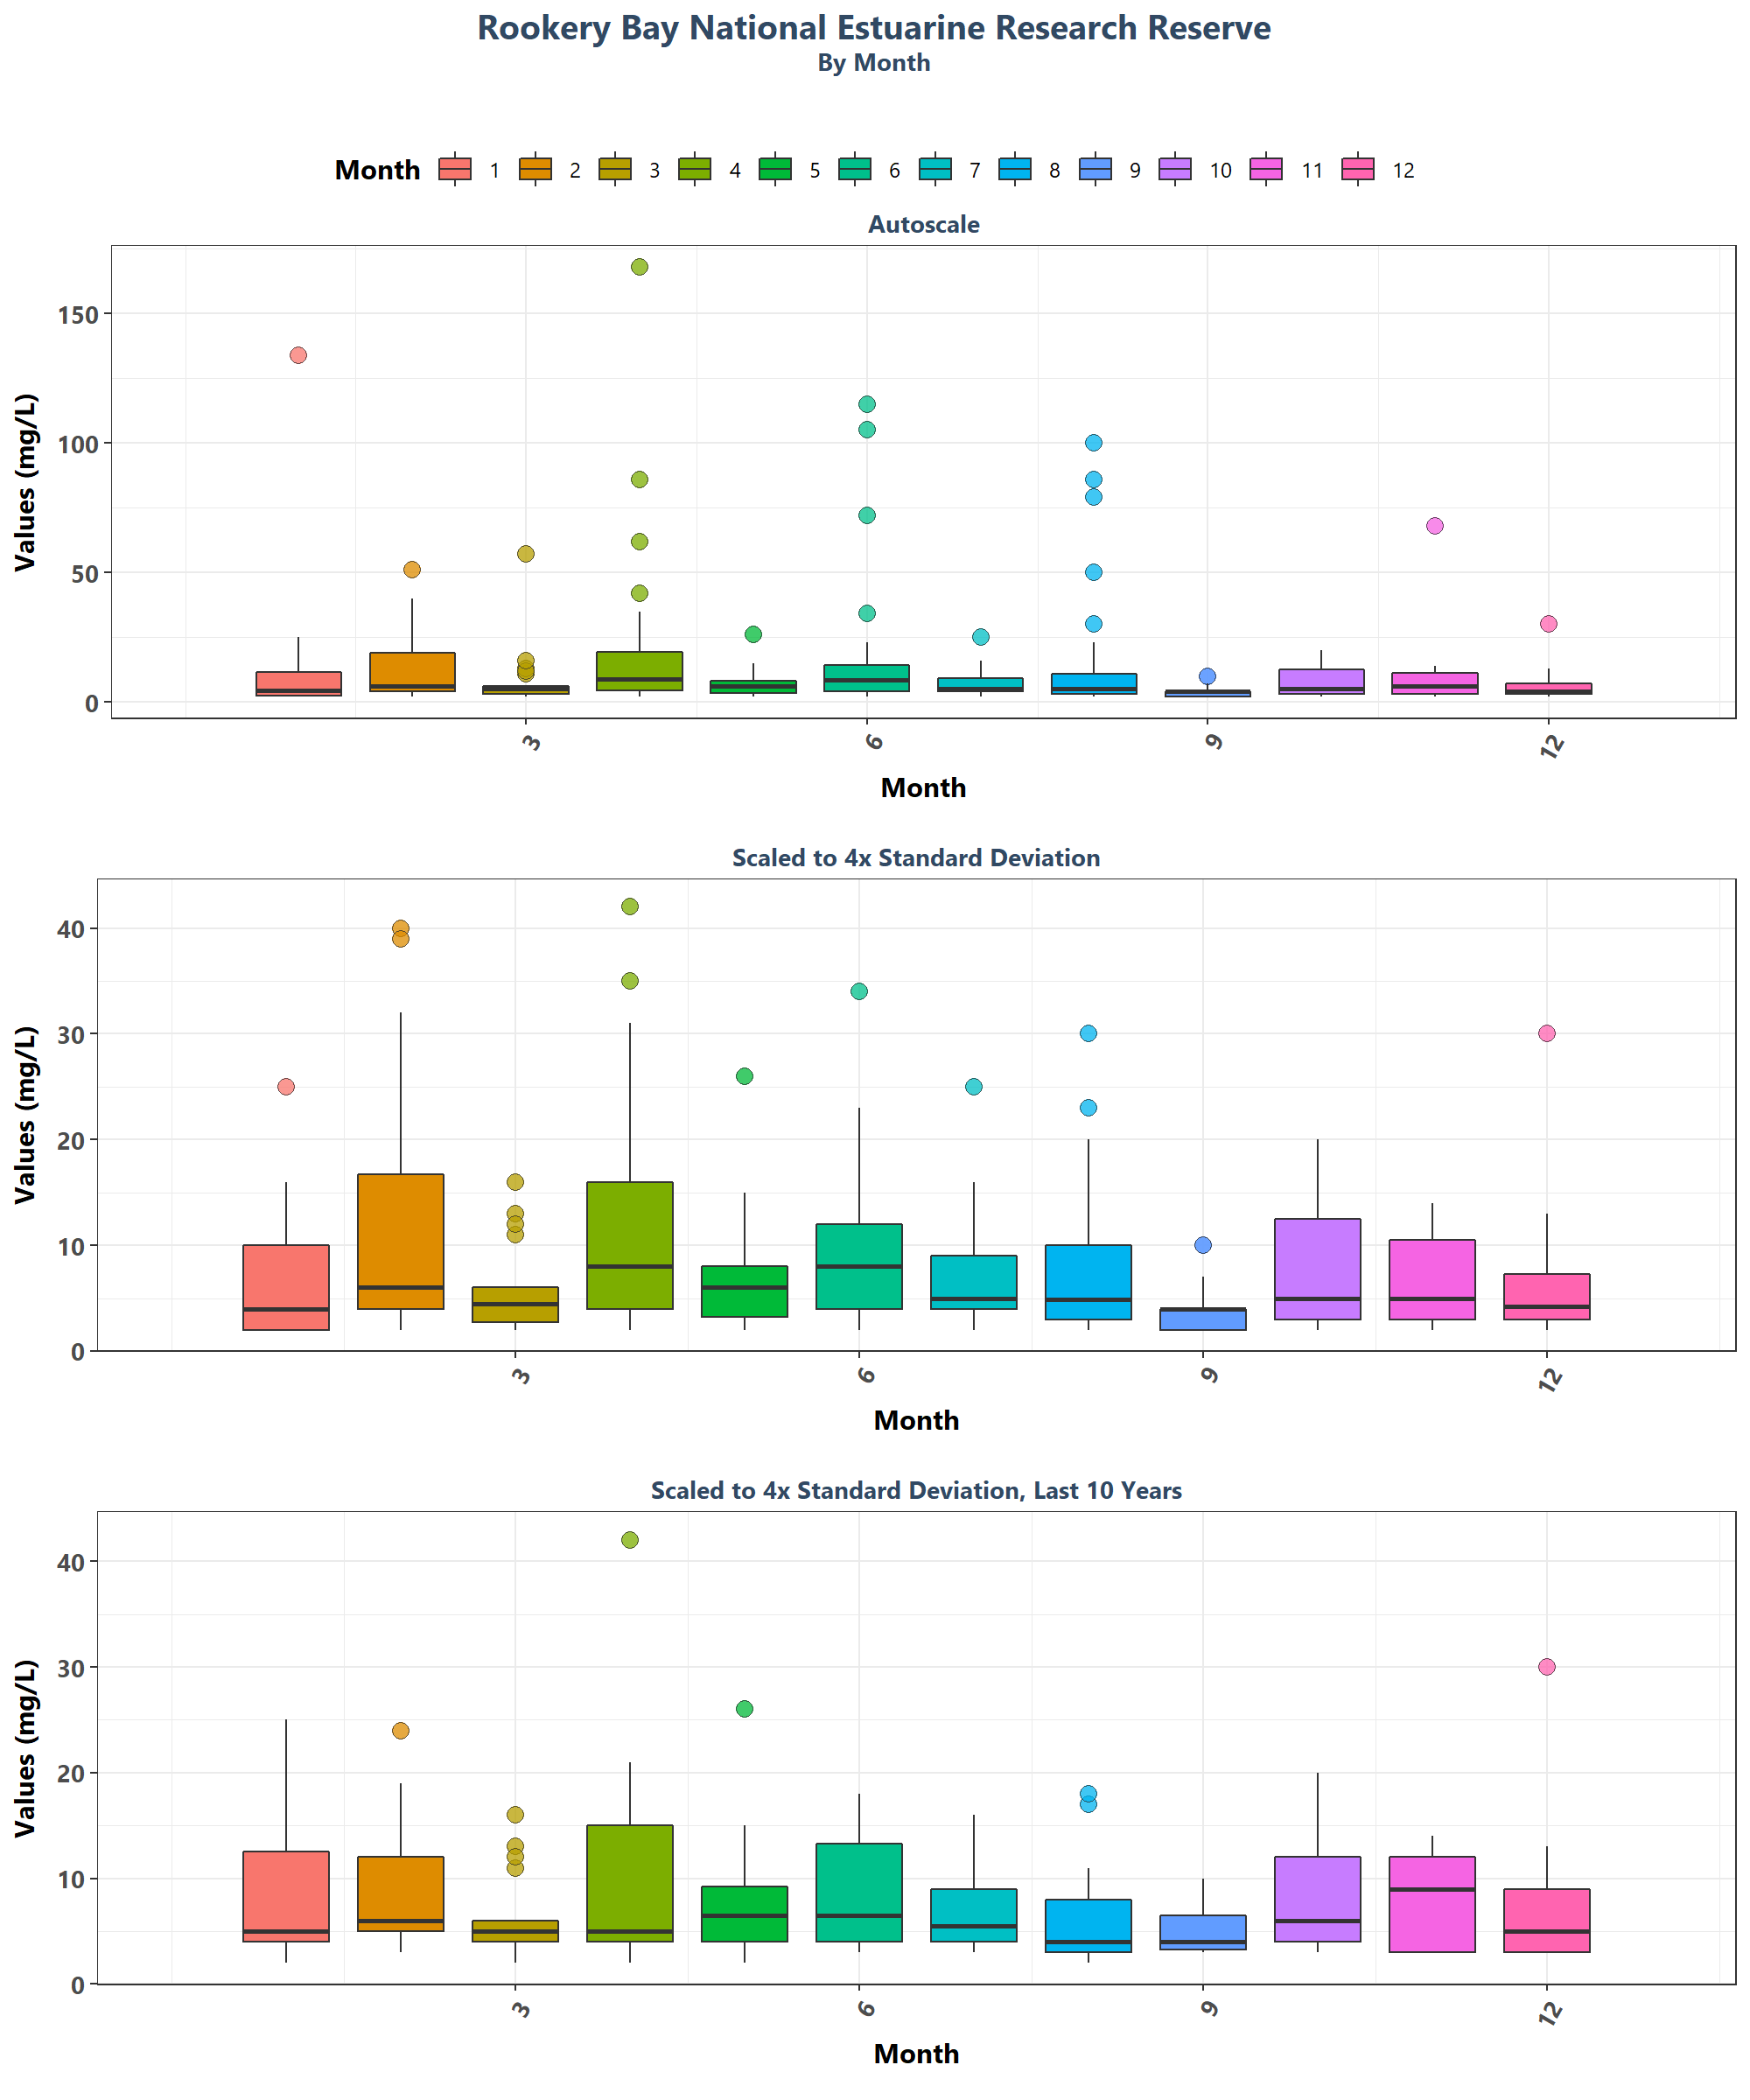 Rookery Bay National Estuarine Research Reserve
By Month
Month 1 2 3 4 5 6 7 8 9 10 11 12
Autoscale
Values (mg/L)
150
100
50
0
3 6 9 12
Month
Scaled to 4x Standard Deviation
Values (mg/L)
40
30
20
10
0
3 6 9 12
Month
Scaled to 4x Standard Deviation, Last 10 Years
Values (mg/L)
40
30
20
10
0
3 6 9 12
Month